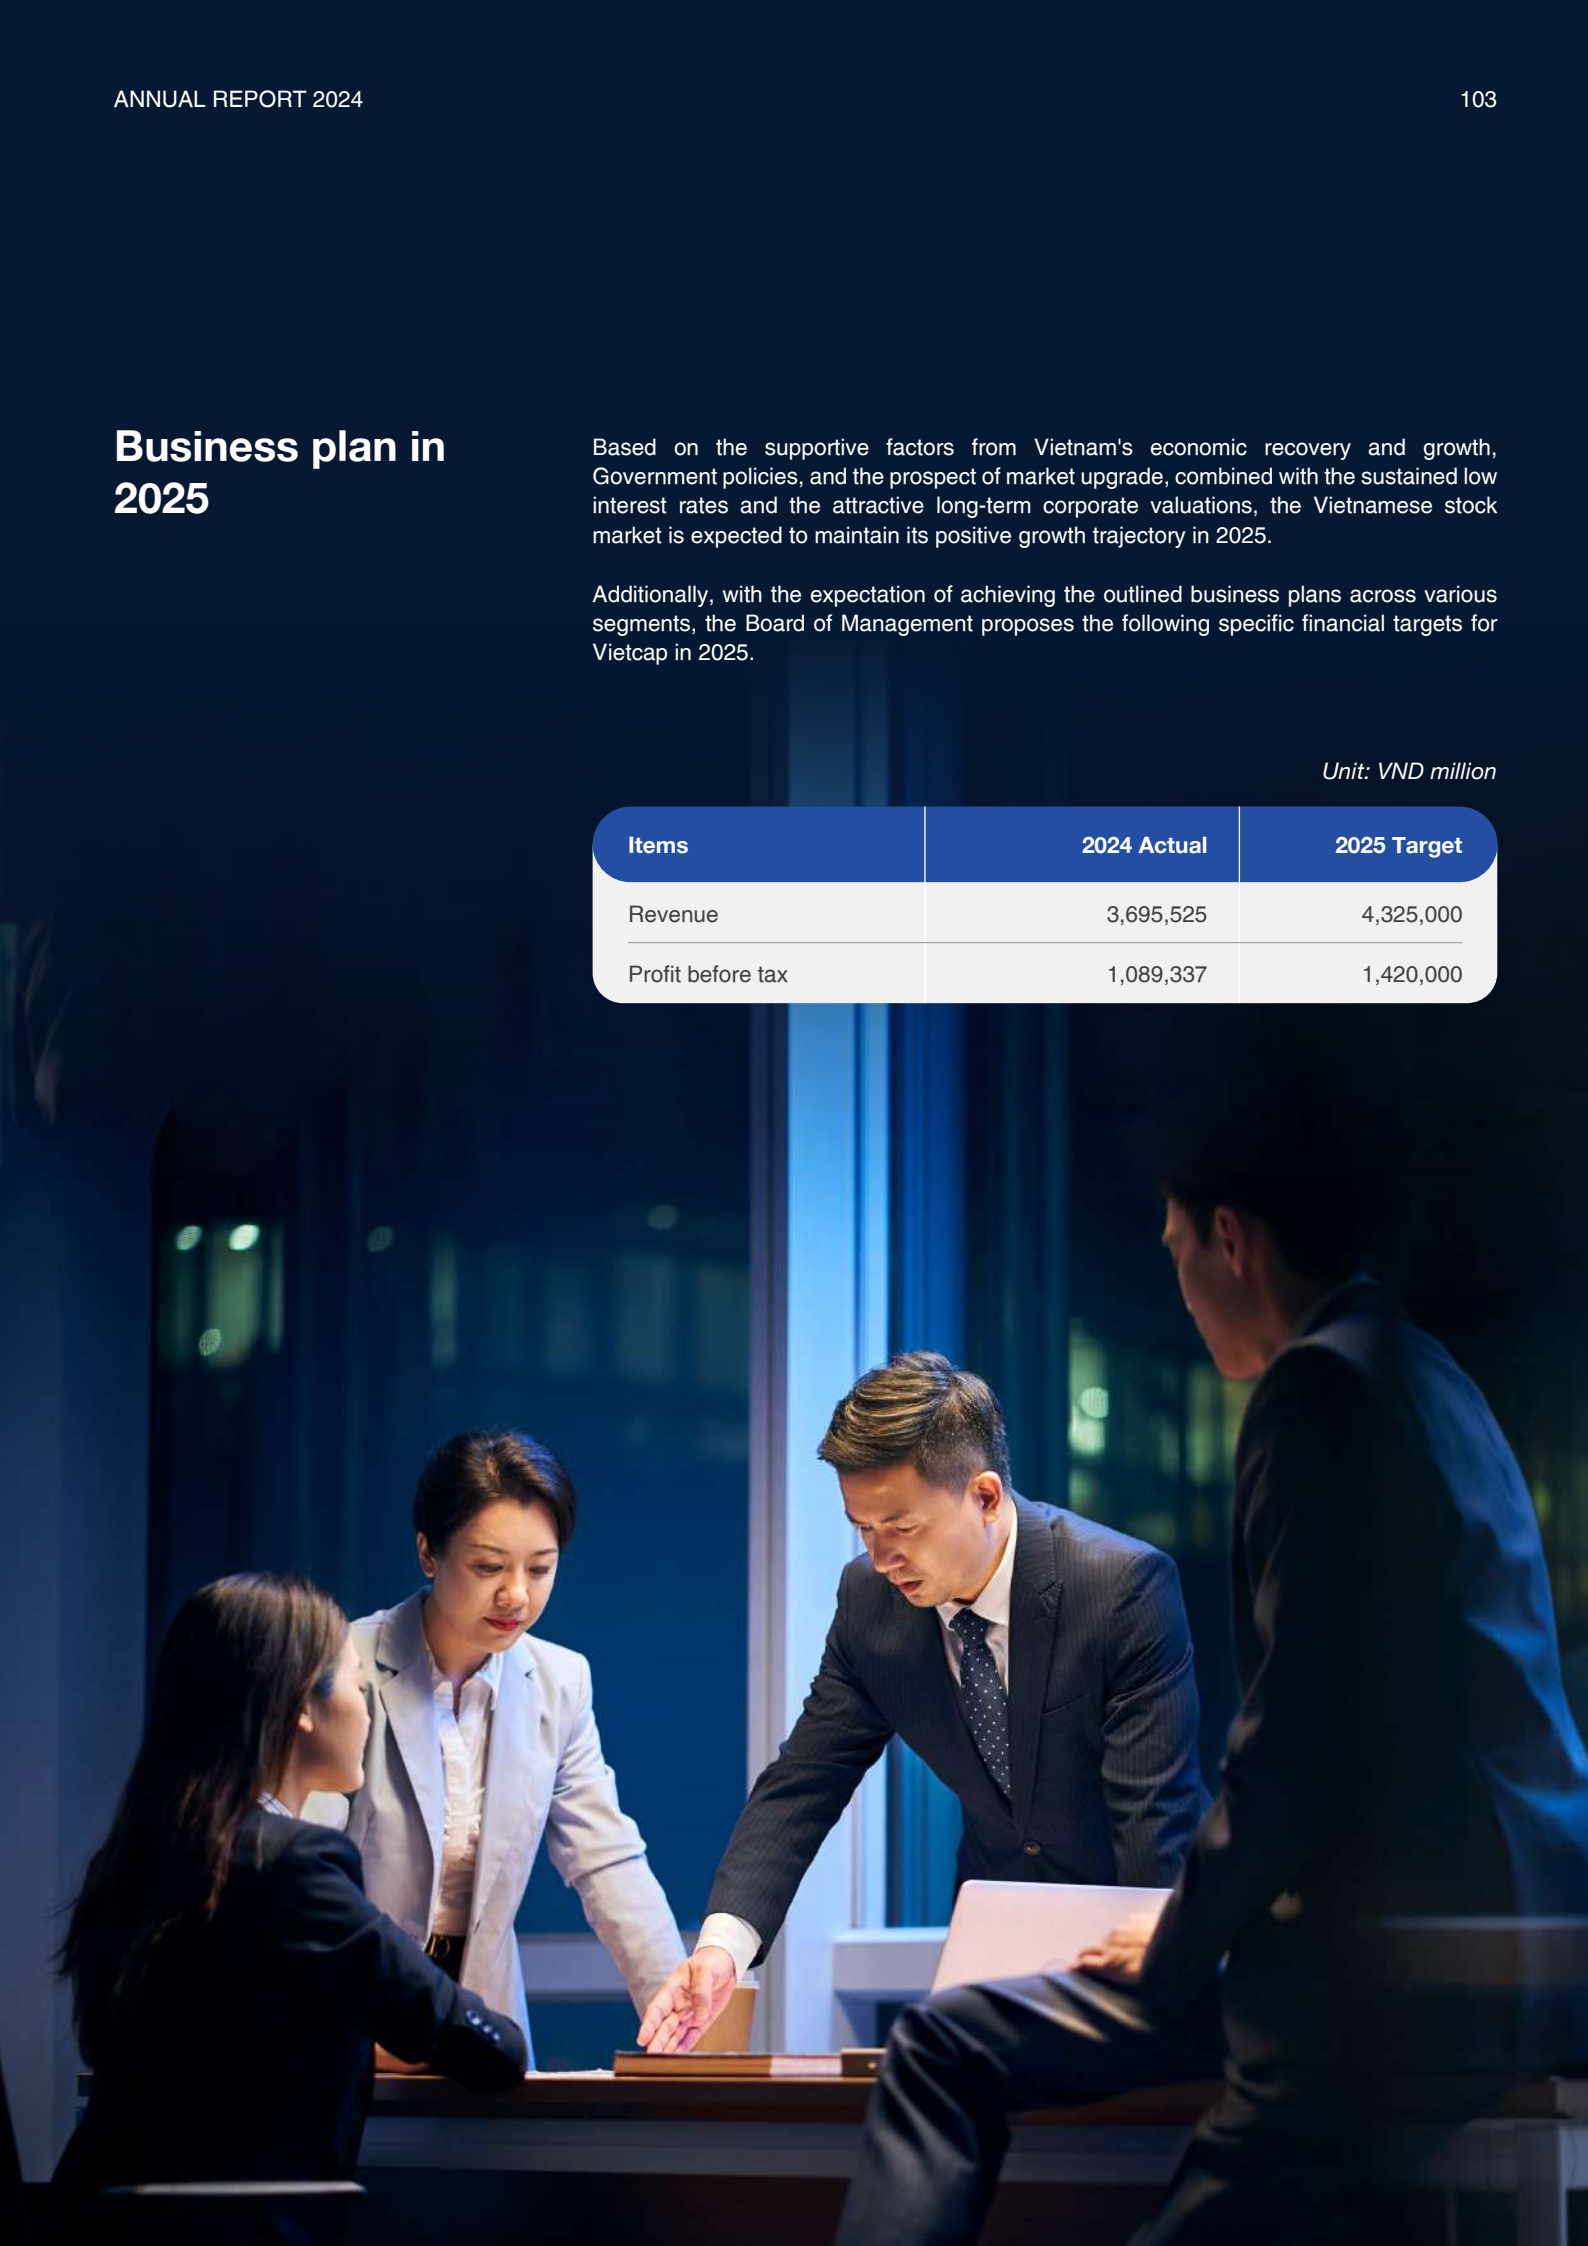 ANNUAL REPORT 2024
103
Business plan in
2025
Based on the supportive factors from Vietnam's economic recovery and growth,
Government policies, and the prospect of market upgrade, combined with the sustained low
interest rates and the attractive long-term corporate valuations, the Vietnamese stock
market is expected to maintain its positive growth trajectory in 2025.
Additionally, with the expectation of achieving the outlined business plans across various
segments, the Board of Management proposes the following specific financial targets for
Vietcap in 2025.
Unit: VND million
Items 2024 Actual 2025 Target
Revenue 3,695,525 4,325,000
Profit before tax 1,089,337 1,420,000